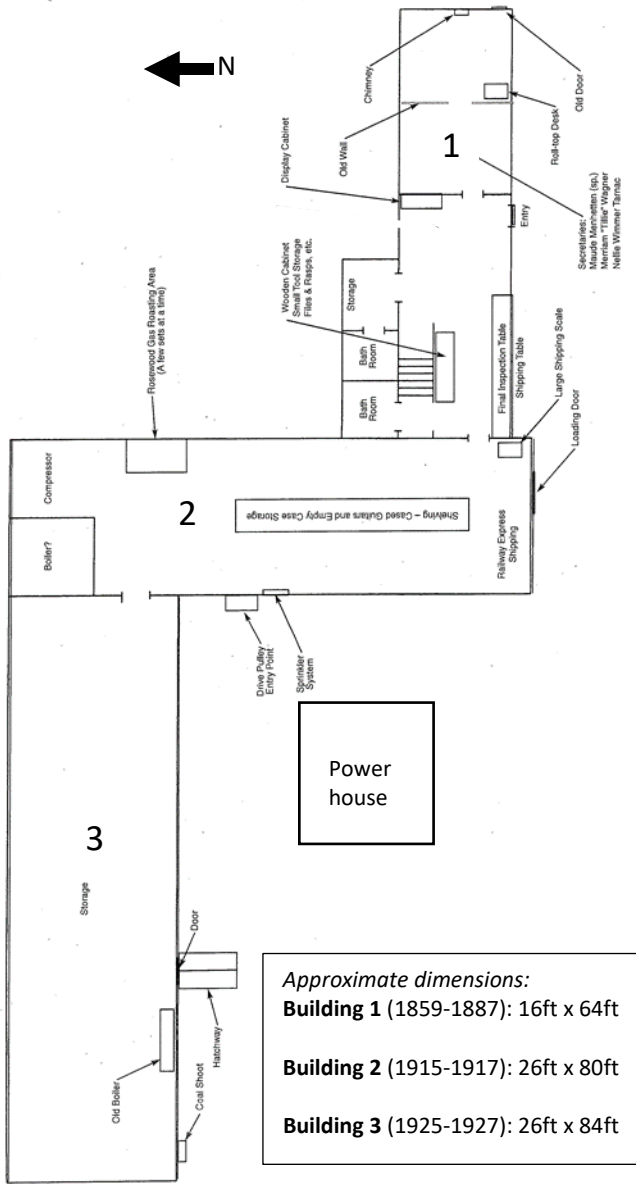 N
Chimney
Old Door
Old Wall
Roll-top Desk
Display Cabinet
1
Entry
Secretaries:
Maude Menhetten (sp.)
Merriam "Tillie" Wagner
Nellie Wimmer Tarnac
Wooden Cabinet
Small Tool Storage
Files & Rasps, etc.
Storage
Bath
Room
Bath
Room
Final Inspection Table
Shipping Table
Large Shipping Scale
Loading Door
Rosewood Gas Roasting Area
(A few sets at a time)
Compressor
2
Shelving – Cased Guitars and Empty Case Storage
Boiler?
Railway Express
Shipping
Drive Pulley
Entry Point
Sprinkler
System
Power
house
3
Storage
Door
Hatchway
Old Boiler
Coal Shoot
Approximate dimensions:
Building 1 (1859-1887): 16ft x 64ft
Building 2 (1915-1917): 26ft x 80ft
Building 3 (1925-1927): 26ft x 84ft